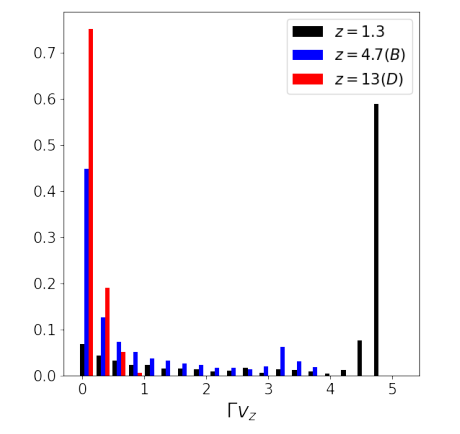 z = 1.3
z = 4.7(B)
z = 13(D)
0.7
0.6
0.5
0.4
0.3
0.2
0.1
0.0
0 1 2 3 4 5
Γv_z